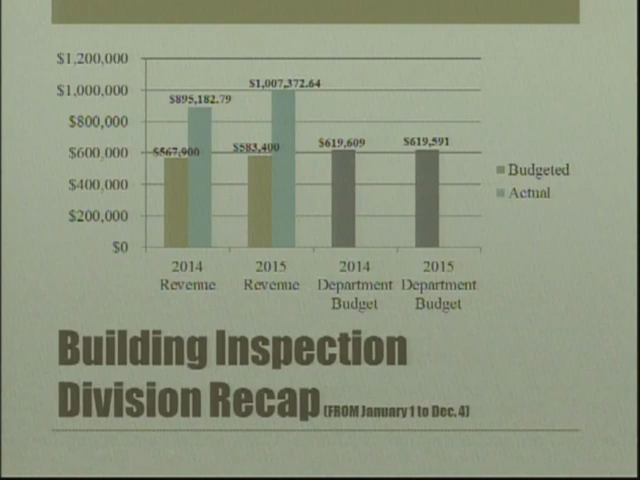 $1,200,000
$1,000,000
$800,000
$600,000
$400,000
$200,000
$0
$895,182.79
$1,007,372.64
$567,900
$583,400
$619,609
$619,591
Budgeted
Actual
2014 Revenue
2015 Revenue
2014 Department Budget
2015 Department Budget
Building Inspection
Division Recap (FROM January 1 to Dec. 4)